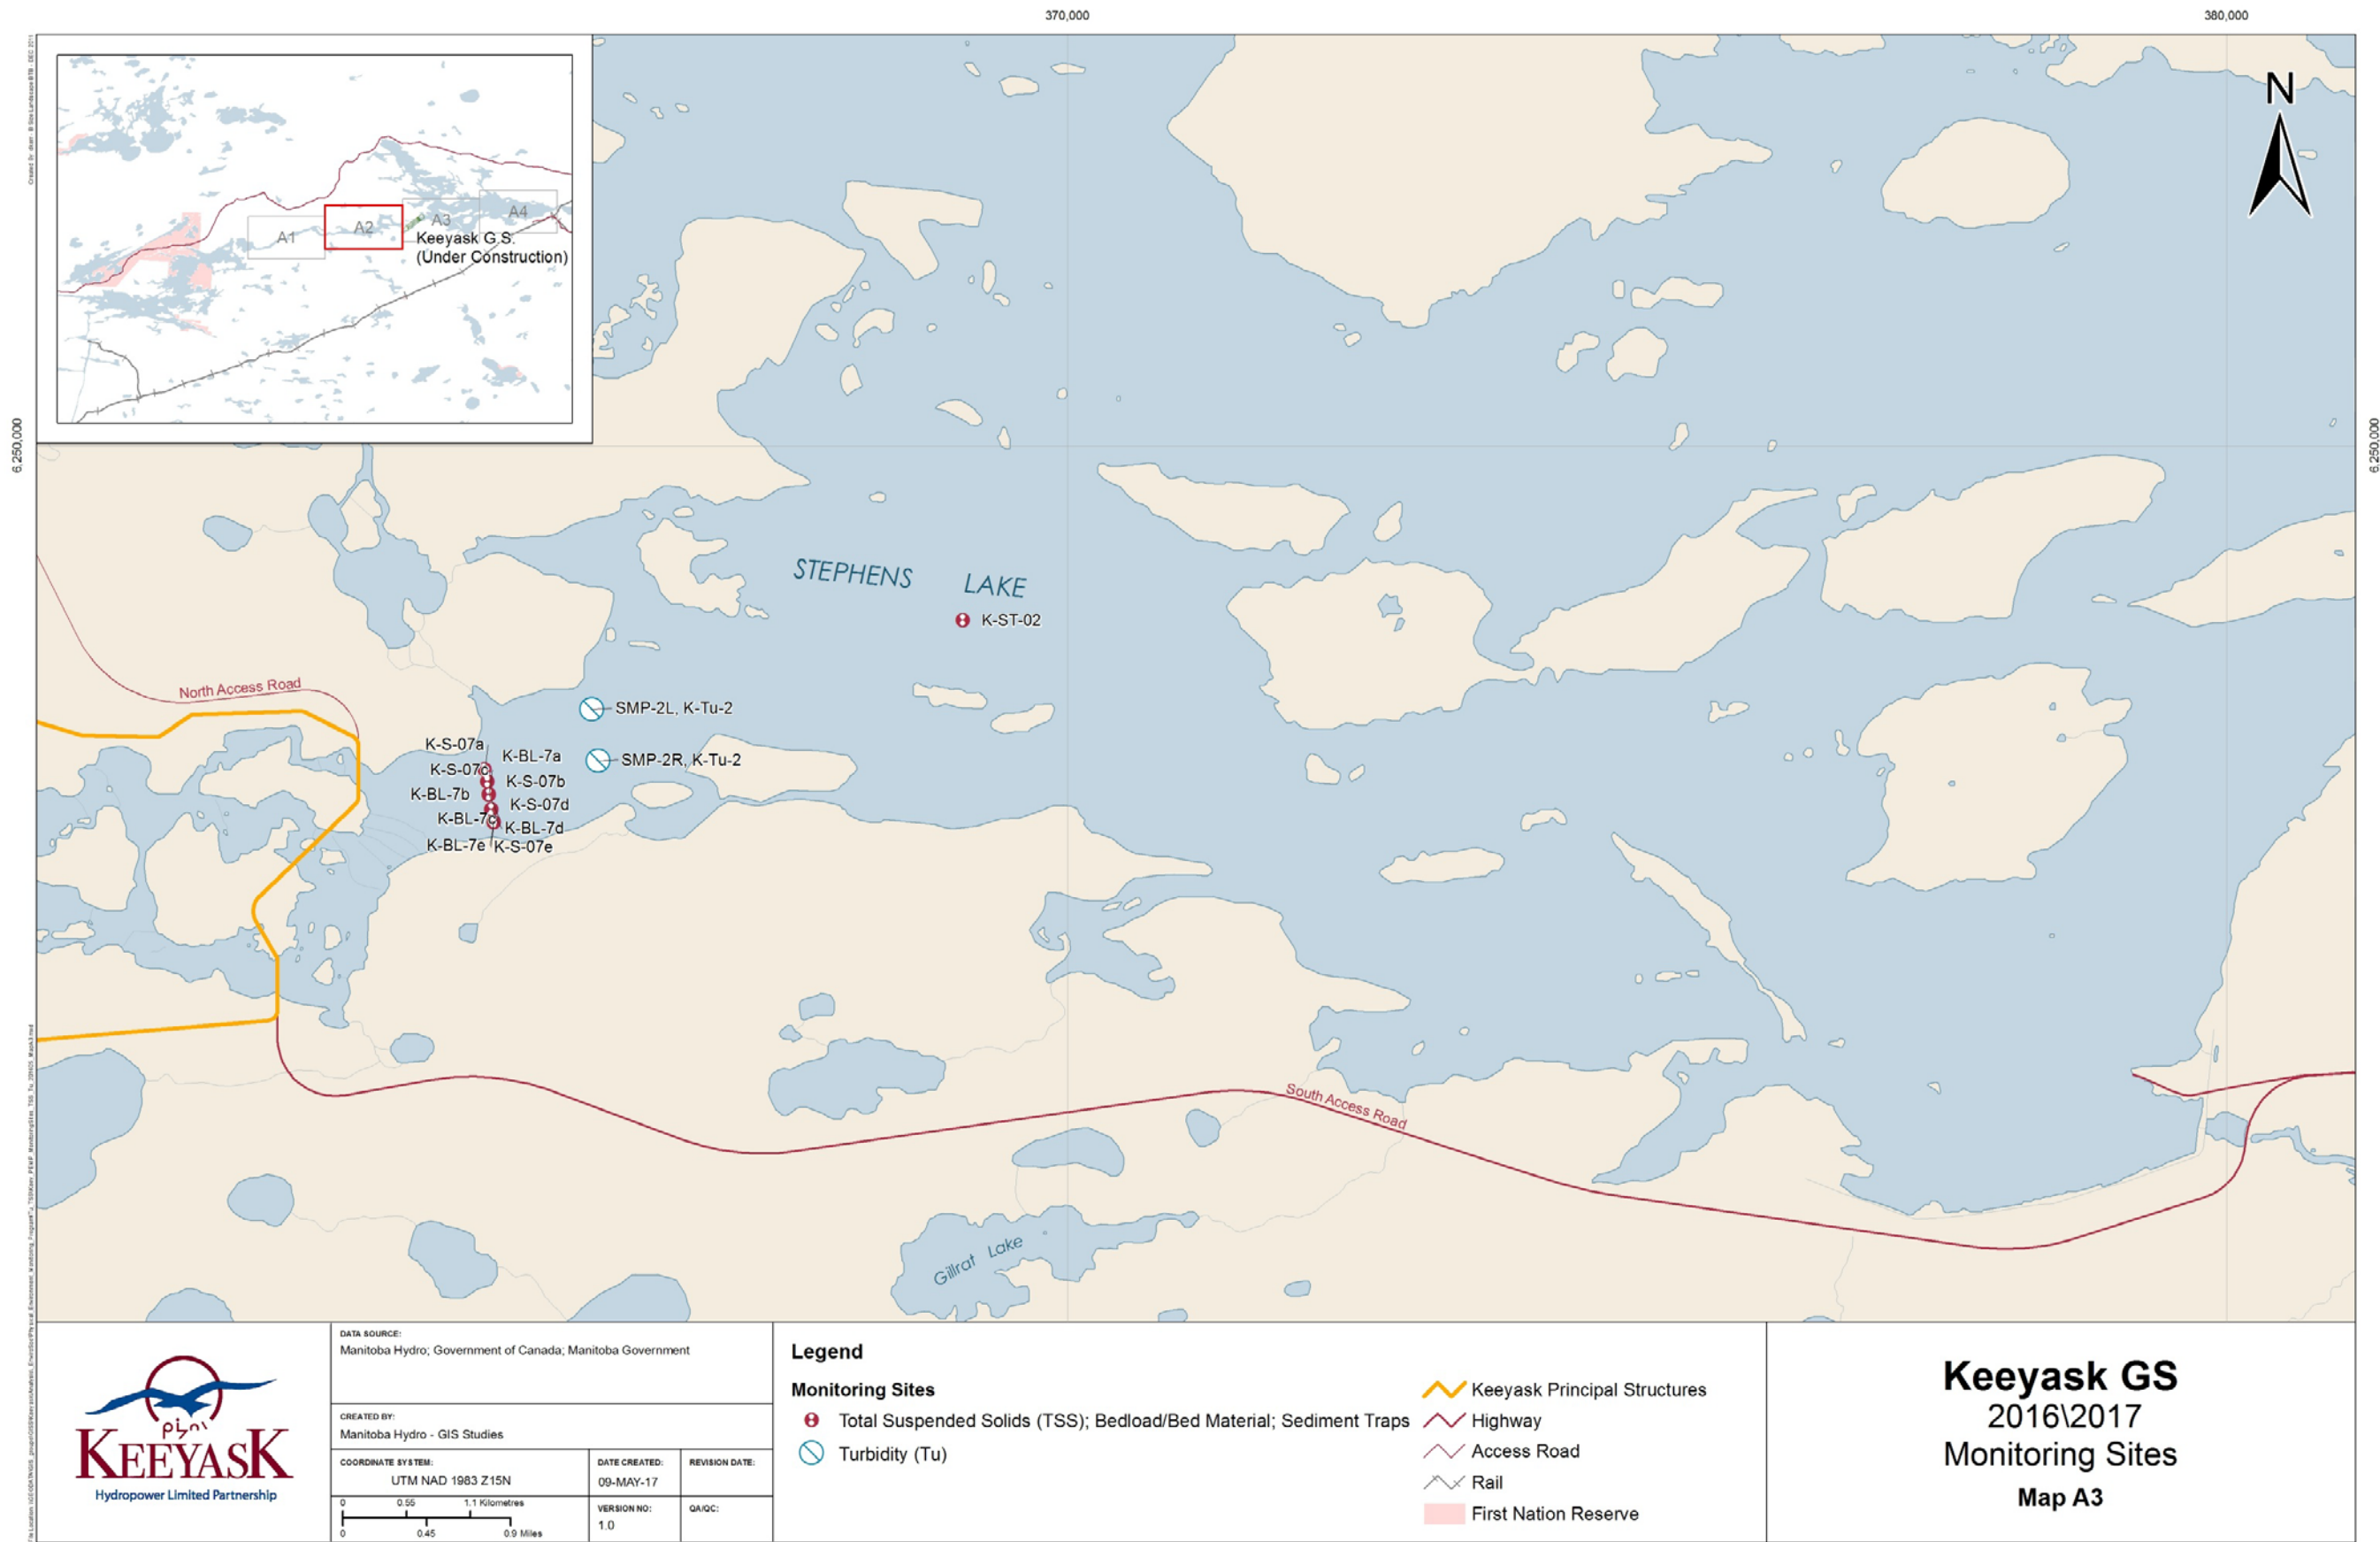 370,000
380,000
6,250,000
6,250,000
N
A1
A2
A3
A4
Keeyask G.S.
(Under Construction)
STEPHENS LAKE
K-ST-02
North Access Road
SMP-2L, K-Tu-2
SMP-2R, K-Tu-2
K-S-07a
K-BL-7a
K-S-07c
K-S-07b
K-BL-7b
K-S-07d
K-BL-7c
K-BL-7d
K-BL-7e
K-S-07e
South Access Road
Gillrat Lake
KEEYASK
Hydropower Limited Partnership
DATA SOURCE:
Manitoba Hydro; Government of Canada; Manitoba Government
CREATED BY:
Manitoba Hydro - GIS Studies
COORDINATE SYSTEM:
UTM NAD 1983 Z15N
DATE CREATED:
09-MAY-17
REVISION DATE:
0 0.55 1.1 Kilometres
0 0.45 0.9 Miles
VERSION NO:
1.0
QA/QC:
Legend
Monitoring Sites
Total Suspended Solids (TSS); Bedload/Bed Material; Sediment Traps
Turbidity (Tu)
Keeyask Principal Structures
Highway
Access Road
Rail
First Nation Reserve
Keeyask GS
2016\2017
Monitoring Sites
Map A3